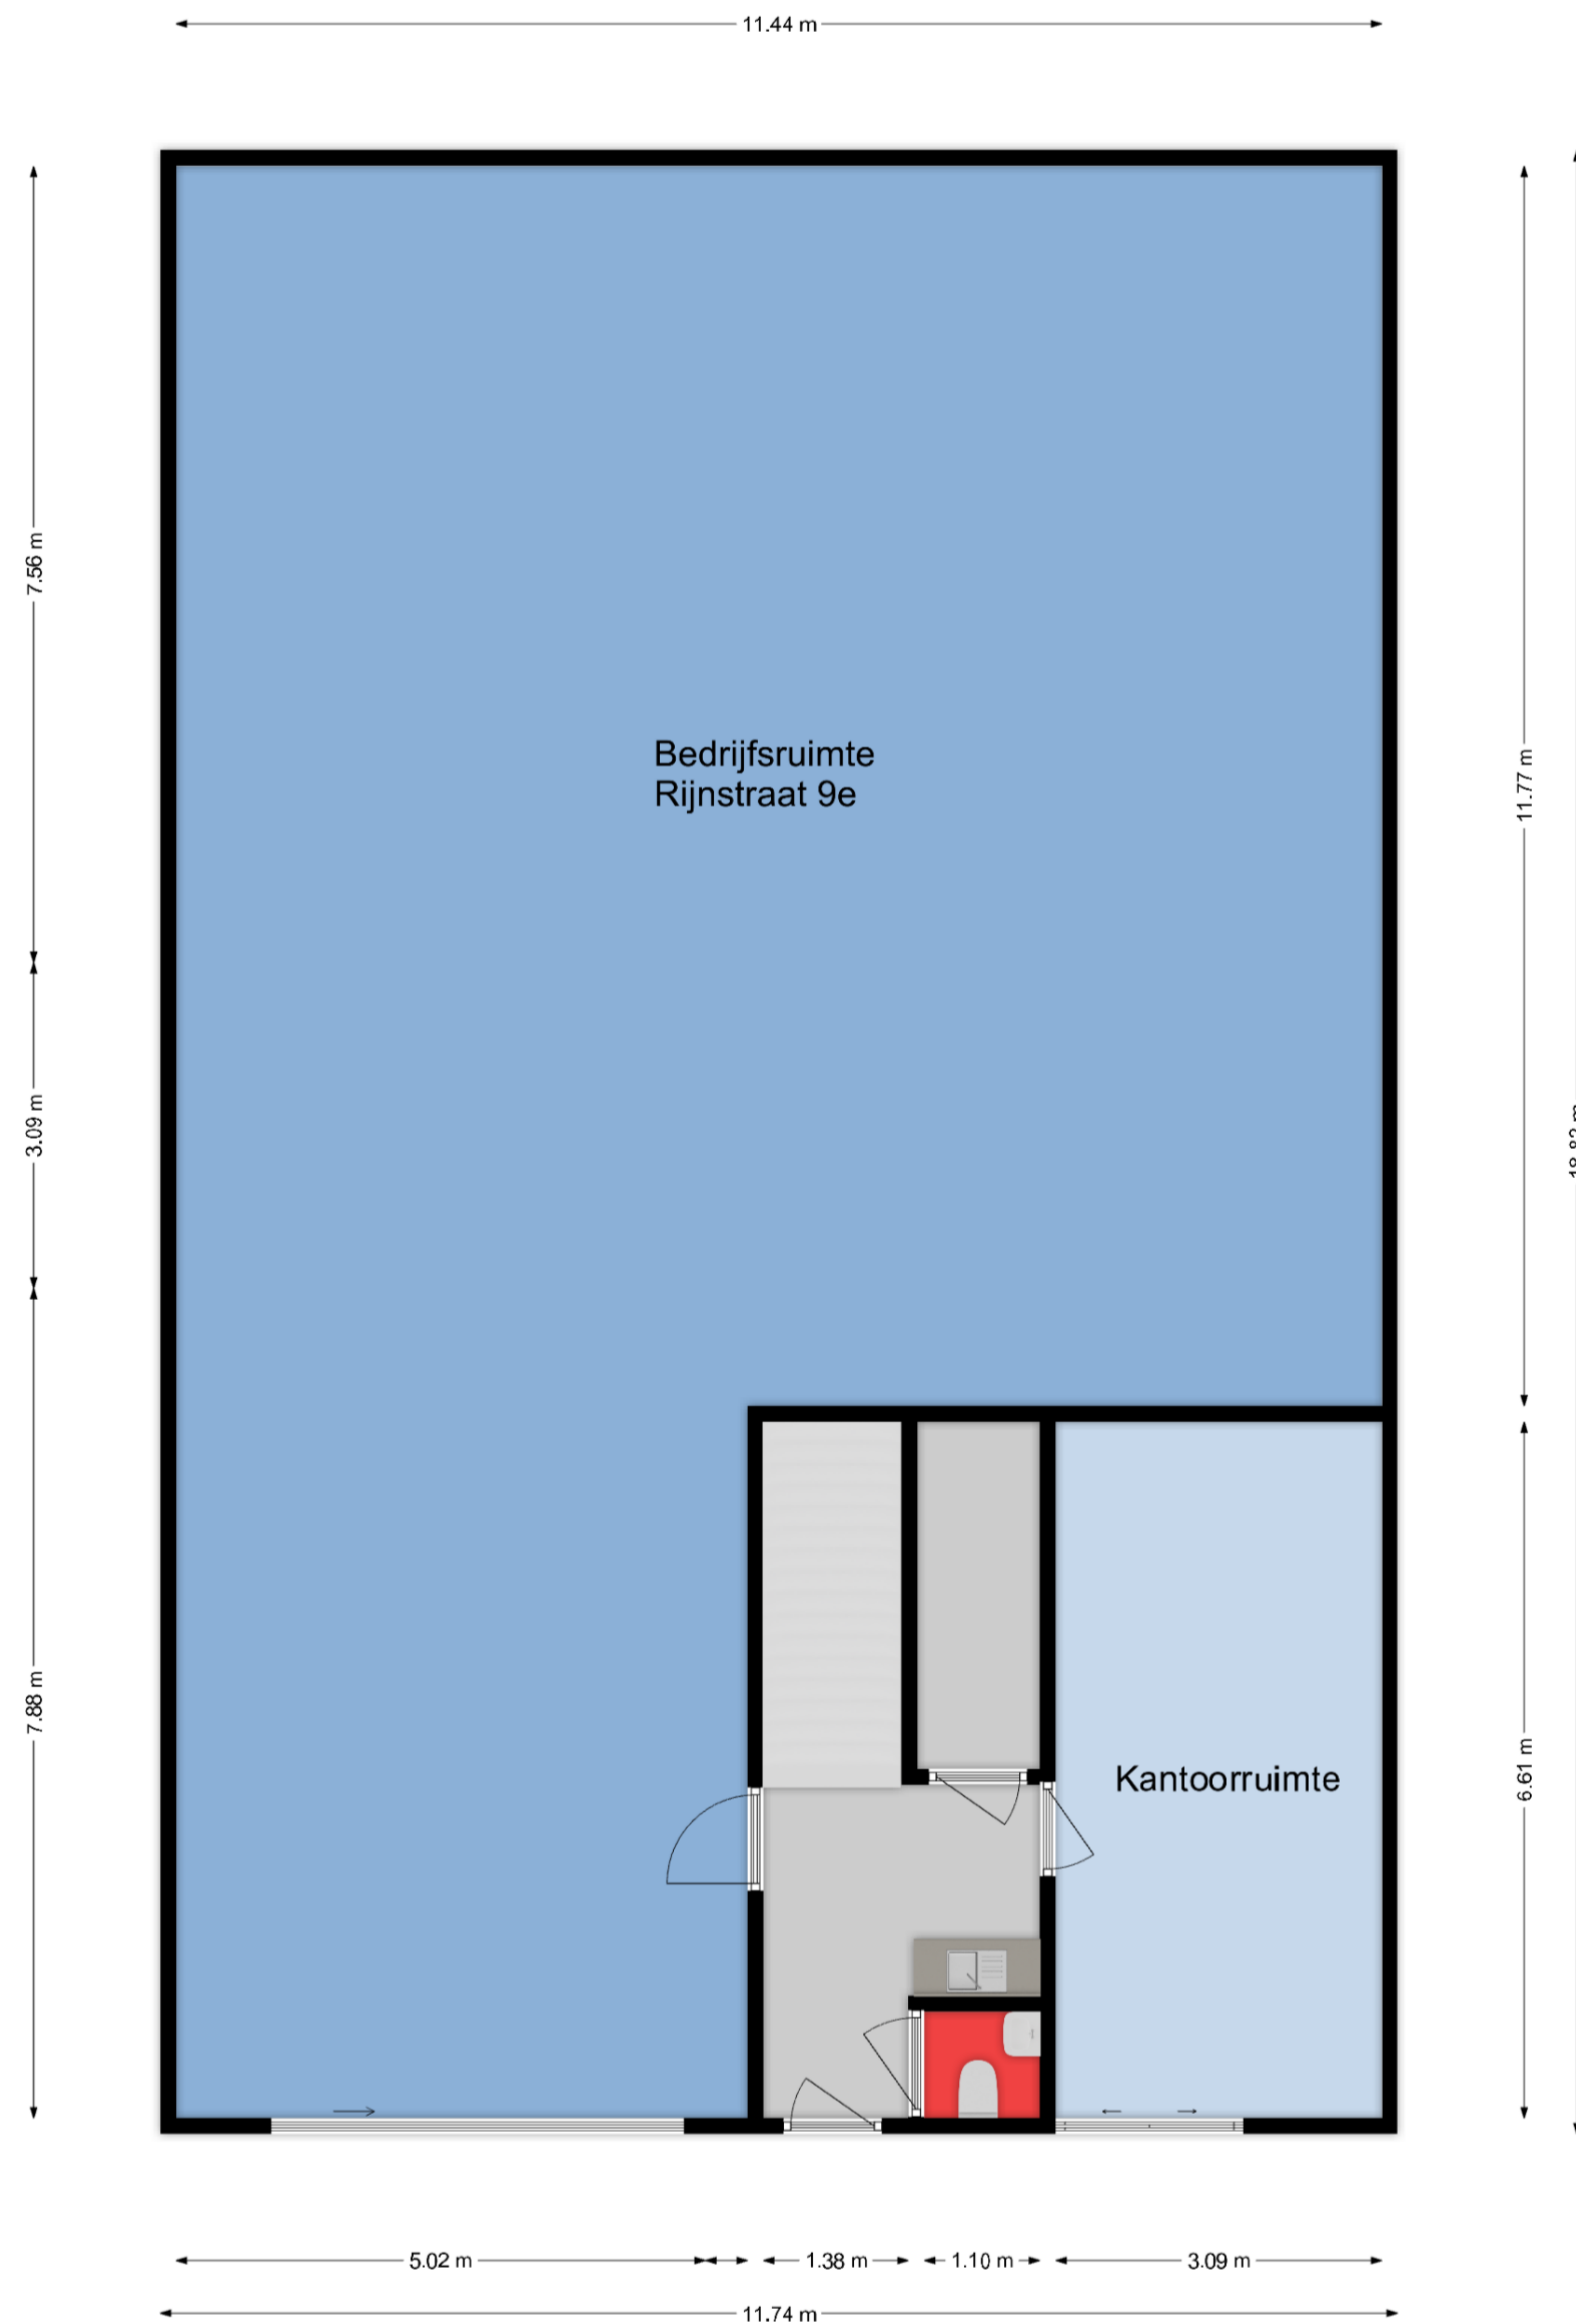 11.44 m
7.56 m
Bedrijfsruimte
Rijnstraat 9e
11.77 m
3.09 m
7.88 m
Kantoorruimte
6.61 m
5.02 m
1.38 m
1.10 m
3.09 m
11.74 m